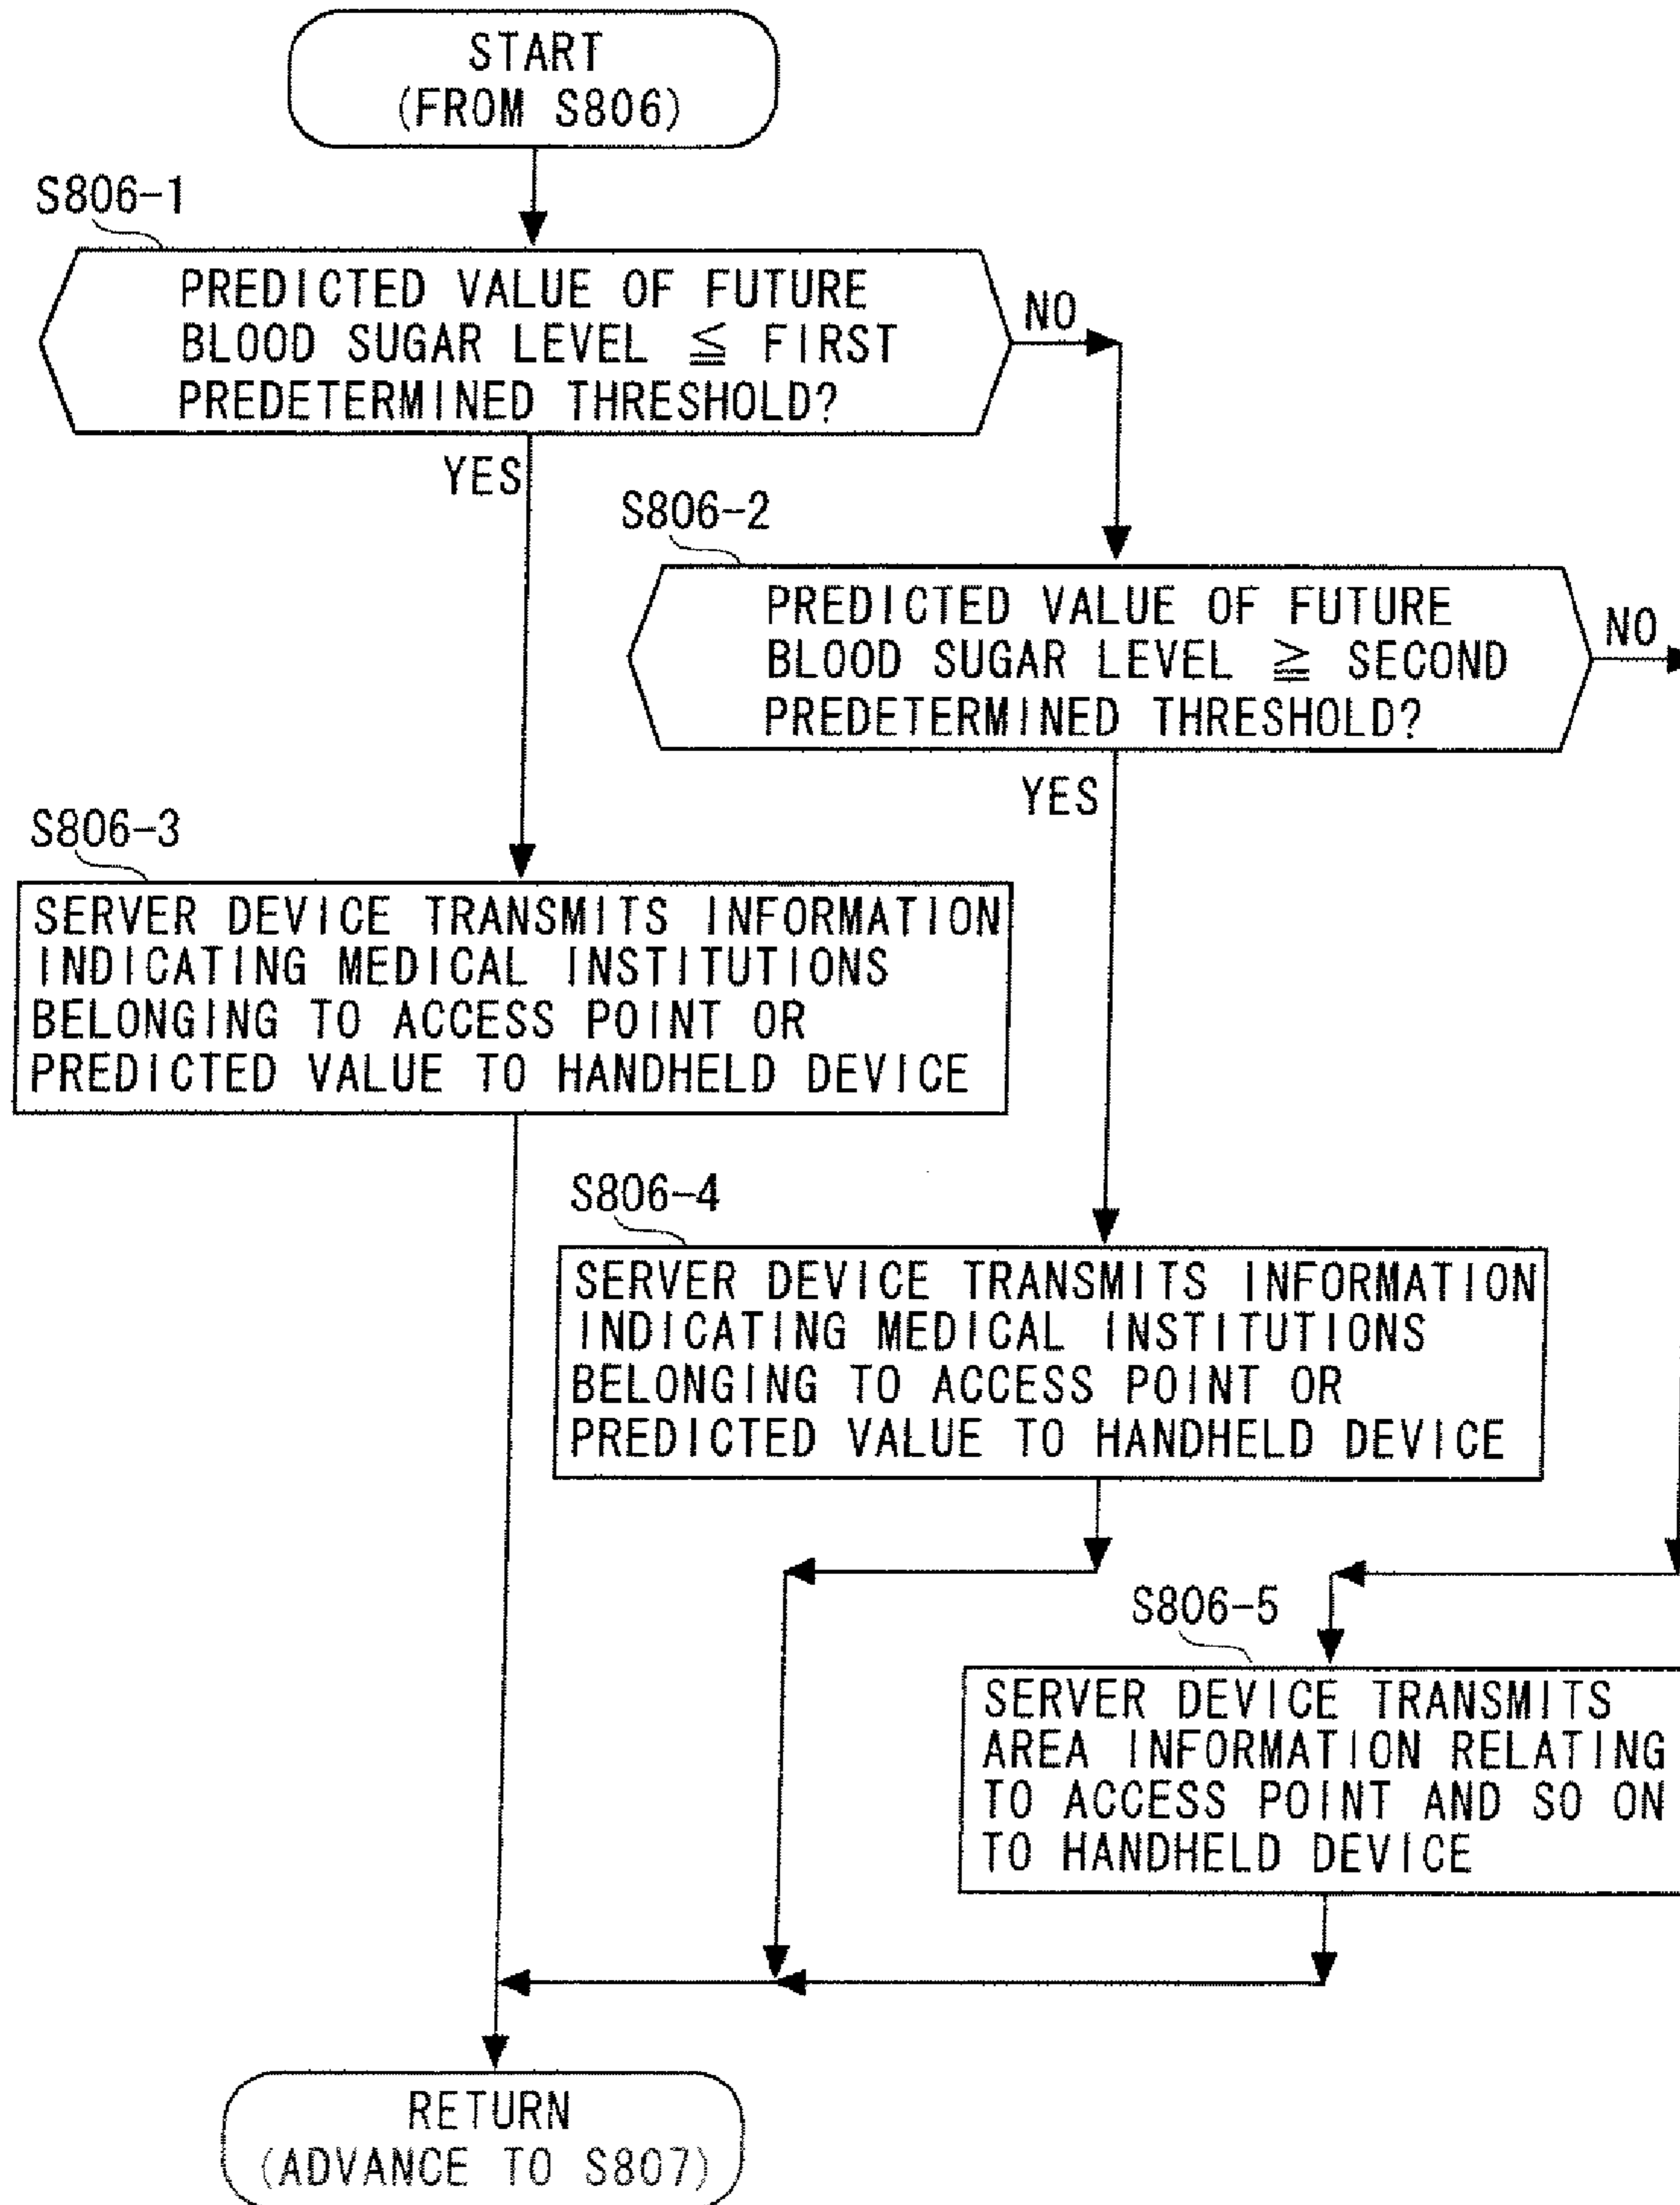 START
(FROM S806)
S806-1
PREDICTED VALUE OF FUTURE
BLOOD SUGAR LEVEL ≦ FIRST
PREDETERMINED THRESHOLD?
NO
YES
S806-2
PREDICTED VALUE OF FUTURE
BLOOD SUGAR LEVEL ≧ SECOND
PREDETERMINED THRESHOLD?
NO
YES
S806-3
SERVER DEVICE TRANSMITS INFORMATION
INDICATING MEDICAL INSTITUTIONS
BELONGING TO ACCESS POINT OR
PREDICTED VALUE TO HANDHELD DEVICE
S806-4
SERVER DEVICE TRANSMITS INFORMATION
INDICATING MEDICAL INSTITUTIONS
BELONGING TO ACCESS POINT OR
PREDICTED VALUE TO HANDHELD DEVICE
S806-5
SERVER DEVICE TRANSMITS
AREA INFORMATION RELATING
TO ACCESS POINT AND SO ON
TO HANDHELD DEVICE
RETURN
(ADVANCE TO S807)